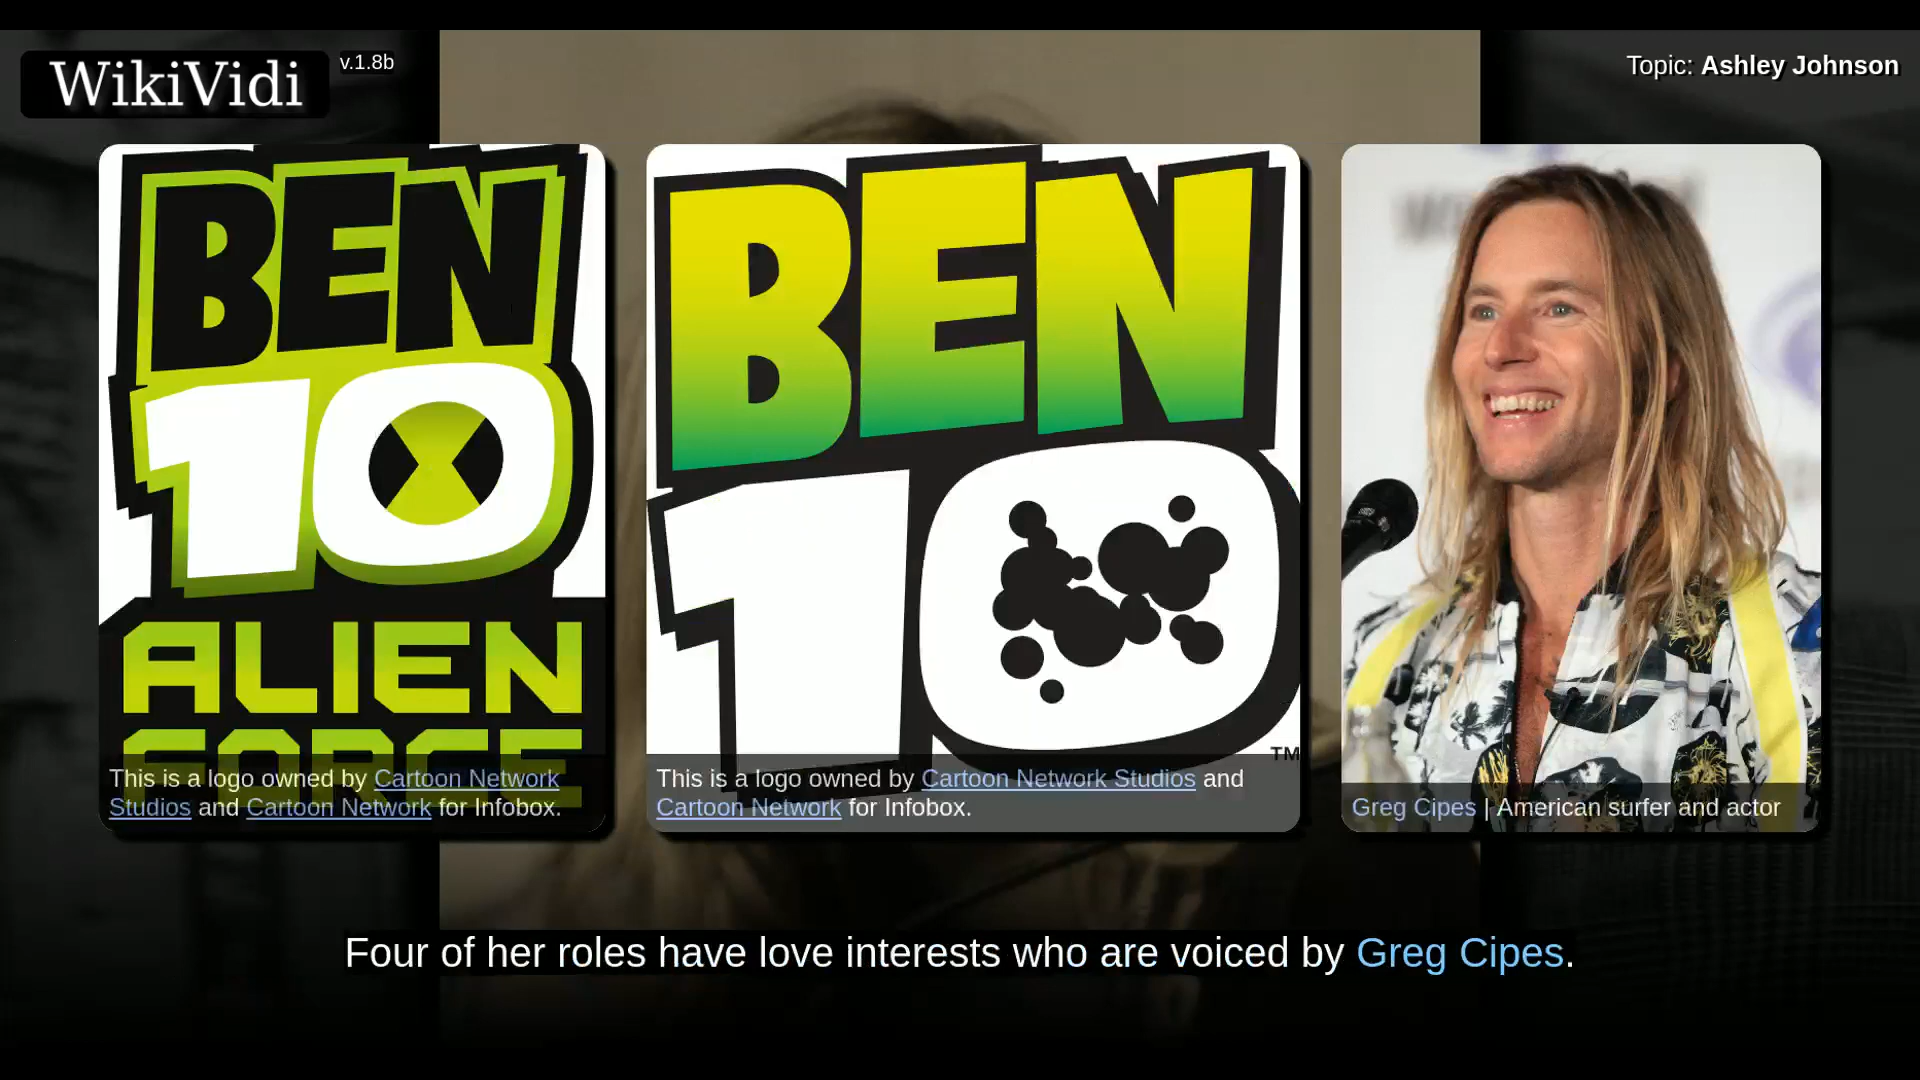 WikiVidi
v.1.8b
Topic: Ashley Johnson
BEN
10
ALIEN
FORCE
This is a logo owned by Cartoon Network
Studios and Cartoon Network for Infobox.
BEN
10
TM
This is a logo owned by Cartoon Network Studios and
Cartoon Network for Infobox.
Greg Cipes | American surfer and actor
Four of her roles have love interests who are voiced by Greg Cipes.